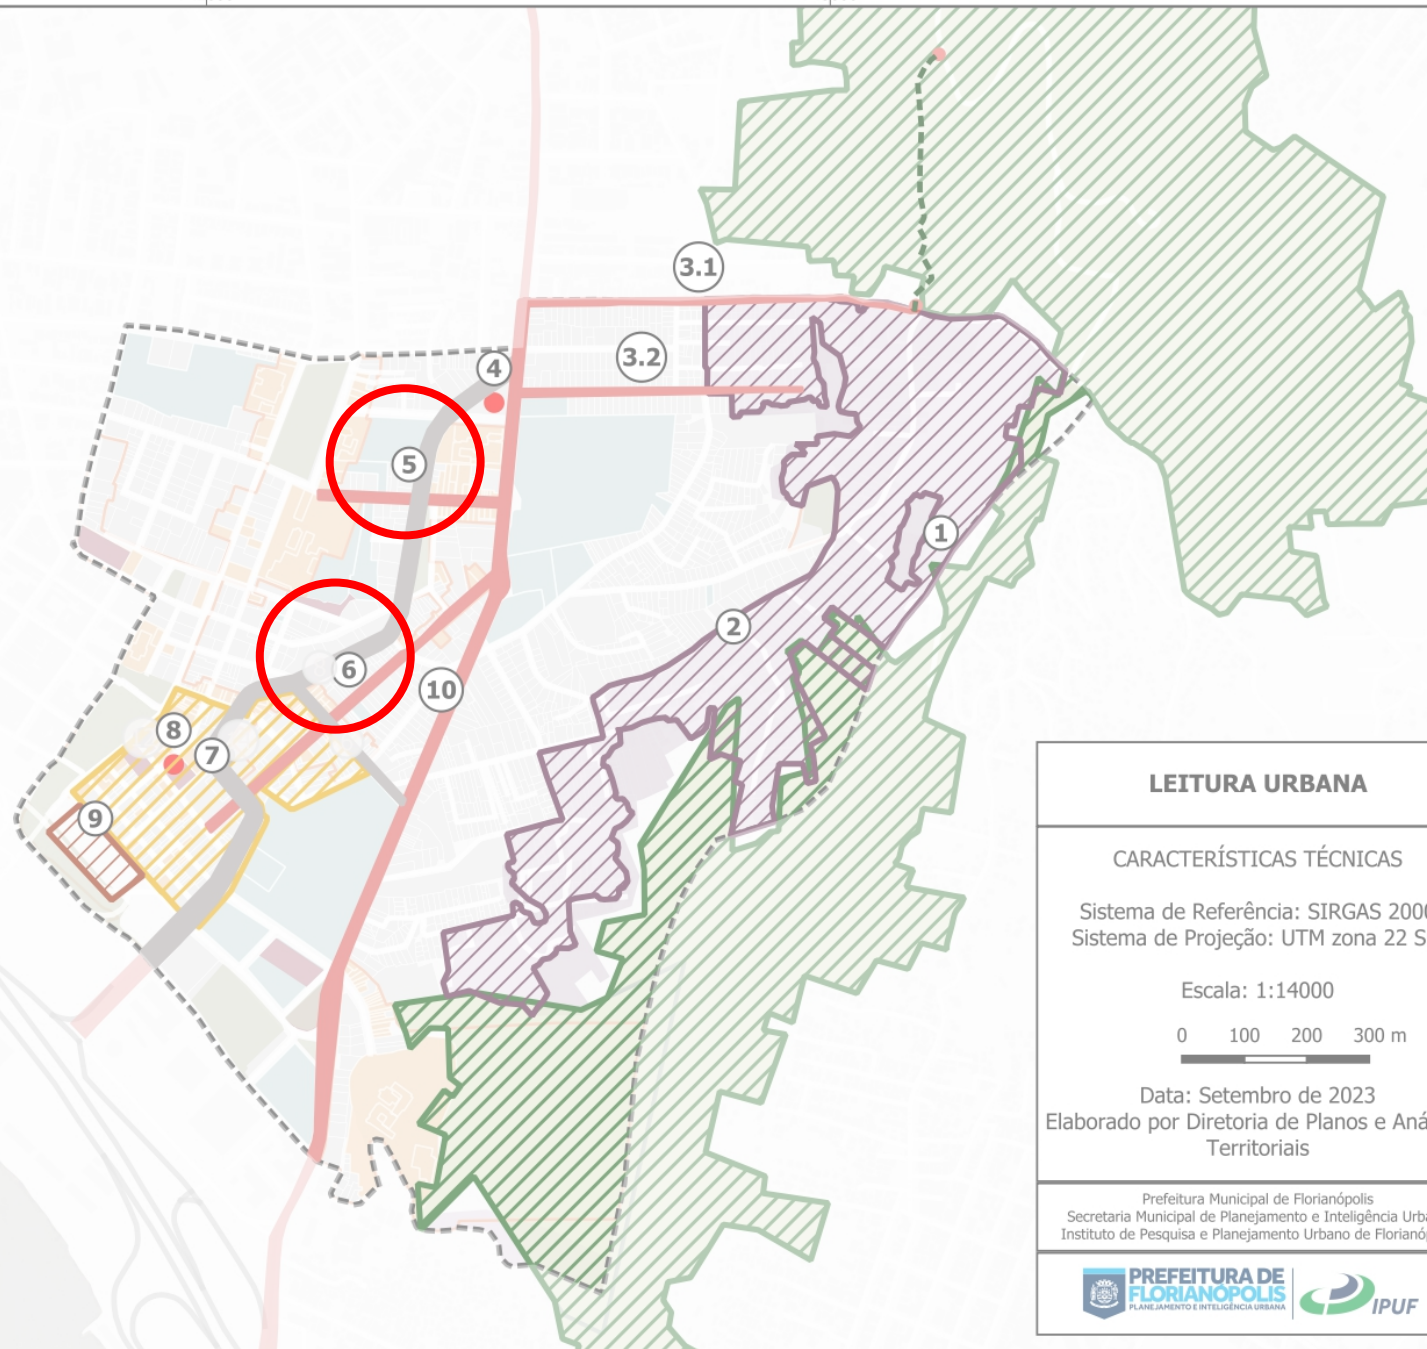 3.1
3.2
4
5
1
2
6
10
8
7
9
LEITURA URBANA
CARACTERÍSTICAS TÉCNICAS
Sistema de Referência: SIRGAS 200
Sistema de Projeção: UTM zona 22 S
Escala: 1:14000
0 100 200 300 m
Data: Setembro de 2023
Elaborado por Diretoria de Planos e Aná
Territoriais
Prefeitura Municipal de Florianópolis
Secretaria Municipal de Planejamento e Inteligência Urb
Instituto de Pesquisa e Planejamento Urbano de Florianó
PREFEITURA DE
FLORIANÓPOLIS
PLANEJAMENTO E INTELIGÊNCIA URBANA
IPUF